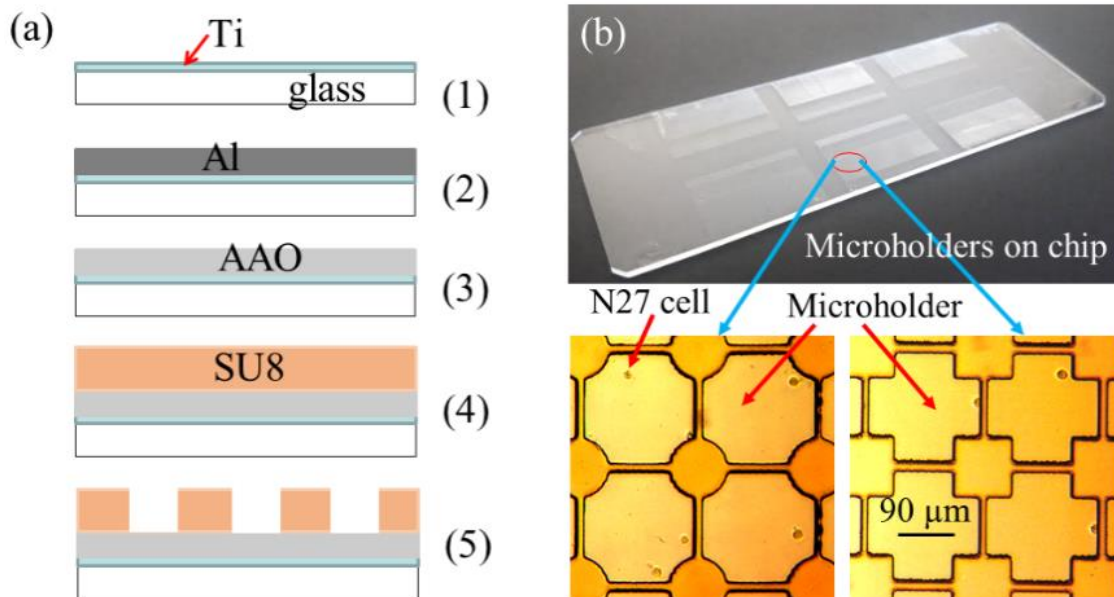 (a)
Ti
glass
(1)
Al
(2)
AAO
(3)
SU8
(4)
(5)
(b)
Microholders on chip
N27 cell
Microholder
90 μm